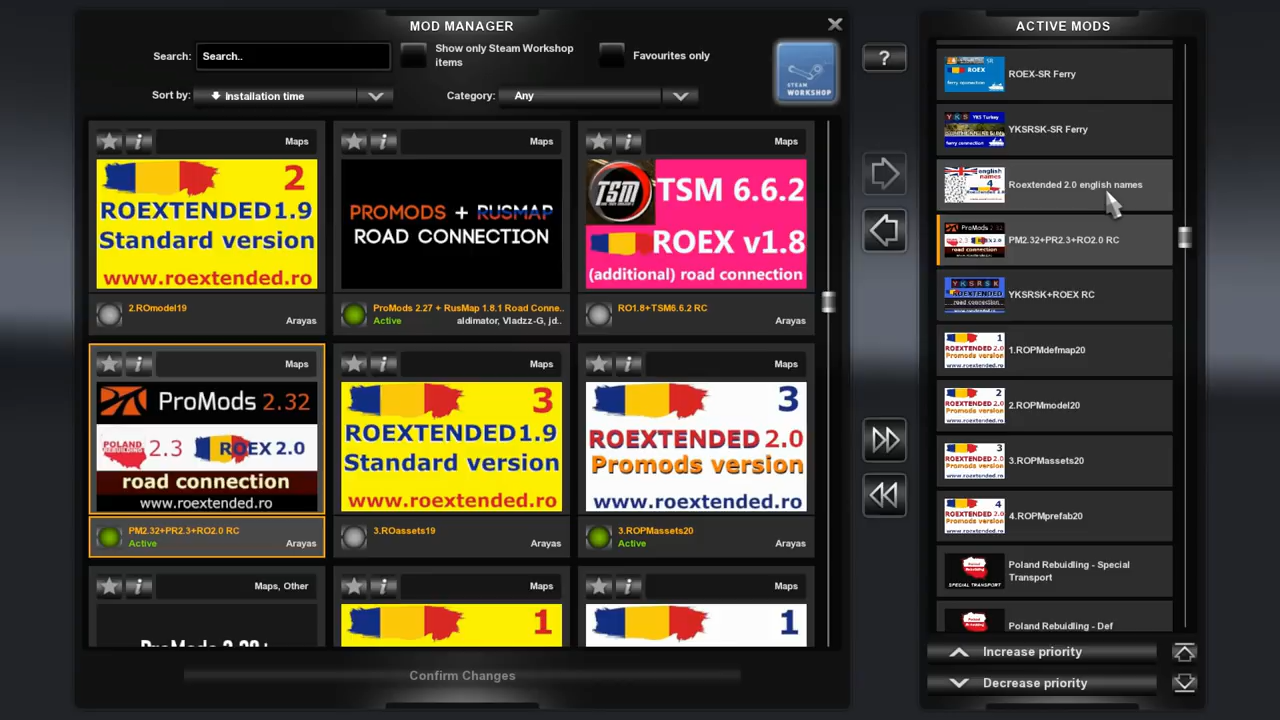 MOD MANAGER
Search:
Search..
Show only Steam Workshop
items
Favourites only
STEAM
WORKSHOP
Sort by:
Installation time
Category:
Any
Maps
2
ROEXTENDED1.9
Standard version
www.roextended.ro
2.ROmodel19
Arayas
Maps
PROMODS + RUSMAP
ROAD CONNECTION
ProMods 2.27 + RusMap 1.8.1 Road Conne..
Active
aldimator, Vladzz-G, jd..
Maps
TSM
TSM 6.6.2
ROEX v1.8
(additional) road connection
RO1.8+TSM6.6.2 RC
Arayas
Maps
ProMods 2.32
POLAND
REBUILDING 2.3
ROEX 2.0
road connection
www.roextended.ro
PM2.32+PR2.3+RO2.0 RC
Active
Arayas
Maps
3
ROEXTENDED1.9
Standard version
www.roextended.ro
3.ROassets19
Arayas
Maps
3
ROEXTENDED 2.0
Promods version
www.roextended.ro
3.ROPMassets20
Active
Arayas
Maps, Other
Maps
1
Maps
1
Confirm Changes
?
ACTIVE MODS
ROEX-SR Ferry
YKSRSK-SR Ferry
Roextended 2.0 english names
PM2.32+PR2.3+RO2.0 RC
YKSRSK+ROEX RC
1.ROPMdefmap20
2.ROPMmodel20
3.ROPMassets20
4.ROPMprefab20
Poland Rebuidling - Special
Transport
Poland Rebuidling - Def
Increase priority
Decrease priority